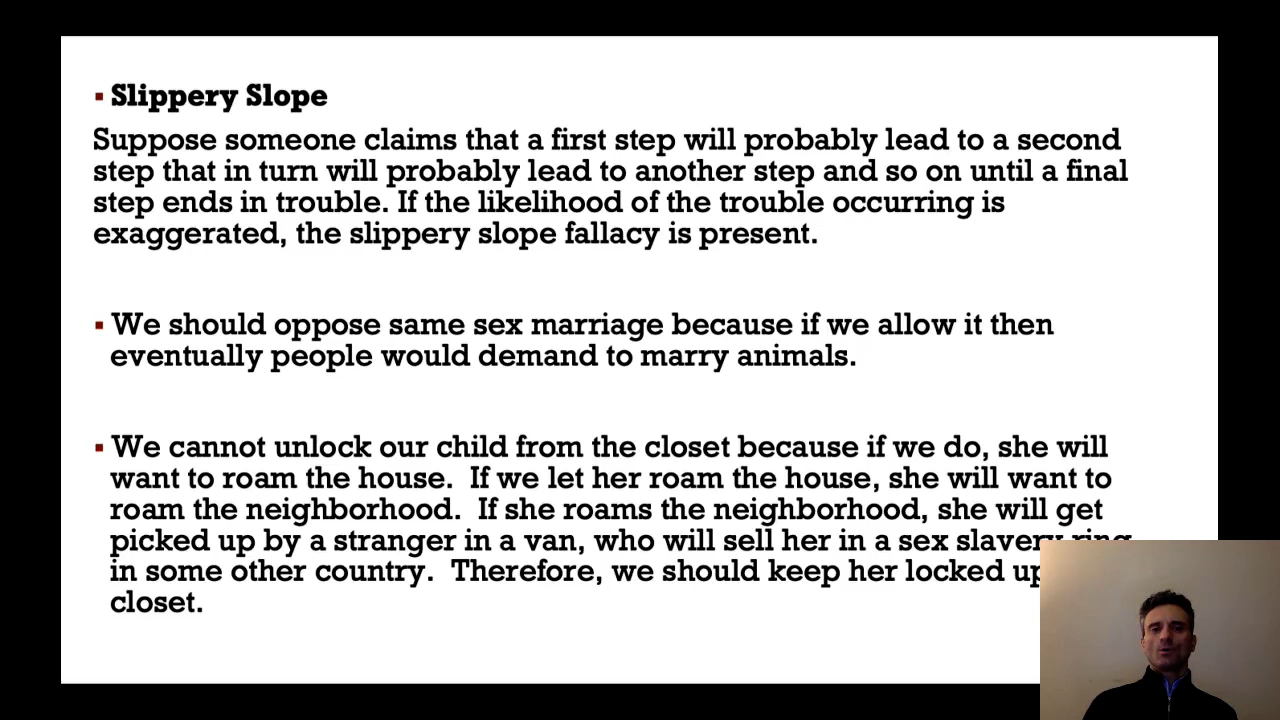 ▪ Slippery Slope
Suppose someone claims that a first step will probably lead to a second
step that in turn will probably lead to another step and so on until a final
step ends in trouble. If the likelihood of the trouble occurring is
exaggerated, the slippery slope fallacy is present.
▪ We should oppose same sex marriage because if we allow it then
eventually people would demand to marry animals.
▪ We cannot unlock our child from the closet because if we do, she will
want to roam the house.  If we let her roam the house, she will want to
roam the neighborhood.  If she roams the neighborhood, she will get
picked up by a stranger in a van, who will sell her in a sex slavery ring
in some other country.  Therefore, we should keep her locked up
closet.